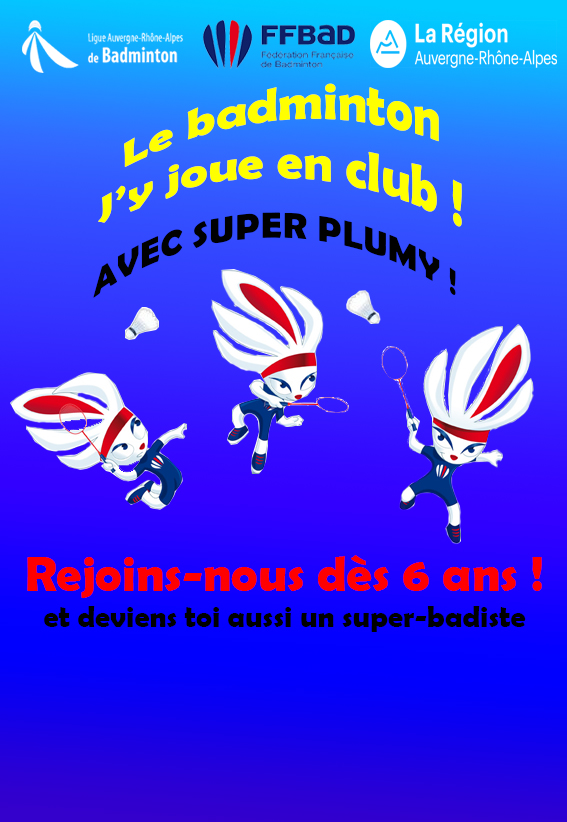 Ligue Auvergne-Rhône-Alpes
de Badminton
FFBaD
Fédération Française
de Badminton
La Région
Auvergne-Rhône-Alpes
Le badminton
J'y joue en club !
AVEC SUPER PLUMY !
Rejoins-nous dès 6 ans !
et deviens toi aussi un super-badiste